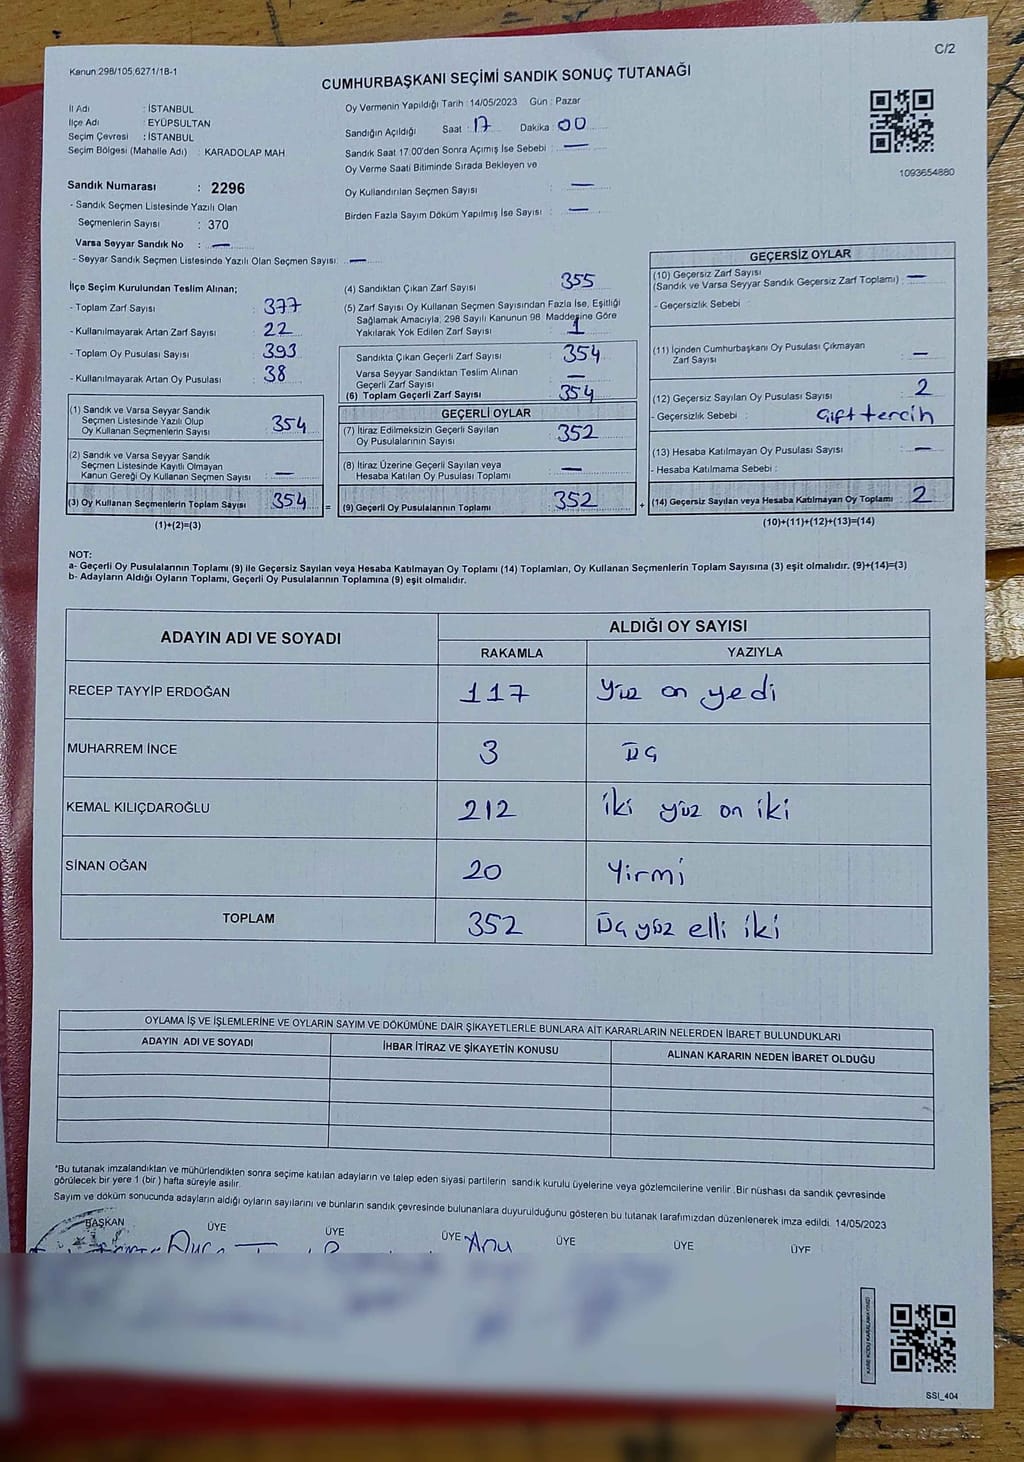 C/2
Kanun:298/105;6271/18-1
CUMHURBAŞKANI SEÇİMİ SANDIK SONUÇ TUTANAĞI
1093654880
İl Adı : İSTANBUL
İlçe Adı : EYÜPSULTAN
Seçim Çevresi : İSTANBUL
Seçim Bölgesi (Mahalle Adı) : KARADOLAP MAH
Sandık Numarası : 2296
- Sandık Seçmen Listesinde Yazılı Olan
Seçmenlerin Sayısı : 370
Varsa Seyyar Sandık No : —
- Seyyar Sandık Seçmen Listesinde Yazılı Olan Seçmen Sayısı: —
Oy Vermenin Yapıldığı Tarih : 14/05/2023 Gün : Pazar
Sandığın Açıldığı Saat : 17 Dakika : 00
Sandık Saat 17:00'den Sonra Açımış İse Sebebi : —
Oy Verme Saati Bitiminde Sırada Bekleyen ve
Oy Kullandırılan Seçmen Sayısı : —
Birden Fazla Sayım Döküm Yapılmış İse Sayısı : —
İlçe Seçim Kurulundan Teslim Alınan;
- Toplam Zarf Sayısı : 377
- Kullanılmayarak Artan Zarf Sayısı : 22
- Toplam Oy Pusulası Sayısı : 393
- Kullanılmayarak Artan Oy Pusulası : 38
(1) Sandık ve Varsa Seyyar Sandık
Seçmen Listesinde Yazılı Olup
Oy Kullanan Seçmenlerin Sayısı : 354
(2) Sandık ve Varsa Seyyar Sandık
Seçmen Listesinde Kayıtlı Olmayan
Kanun Gereği Oy Kullanan Seçmen Sayısı : —
(3) Oy Kullanan Seçmenlerin Toplam Sayısı : 354
(1)+(2)=(3)
=
(4) Sandıktan Çıkan Zarf Sayısı : 355
(5) Zarf Sayısı Oy Kullanan Seçmen Sayısından Fazla İse, Eşitliği
Sağlamak Amacıyla, 298 Sayılı Kanunun 98. Maddesine Göre
Yakılarak Yok Edilen Zarf Sayısı : 1
Sandıkta Çıkan Geçerli Zarf Sayısı : 354
Varsa Seyyar Sandıktan Teslim Alınan
Geçerli Zarf Sayısı : —
(6) Toplam Geçerli Zarf Sayısı : 354
GEÇERLİ OYLAR
(7) İtiraz Edilmeksizin Geçerli Sayılan
Oy Pusulalarının Sayısı : 352
(8) İtiraz Üzerine Geçerli Sayılan veya
Hesaba Katılan Oy Pusulası Toplamı : —
(9) Geçerli Oy Pusulalarının Toplamı : 352
+
GEÇERSİZ OYLAR
(10) Geçersiz Zarf Sayısı
(Sandık ve Varsa Seyyar Sandık Geçersiz Zarf Toplamı) : —
- Geçersizlik Sebebi :
(11) İçinden Cumhurbaşkanı Oy Pusulası Çıkmayan
Zarf Sayısı : —
(12) Geçersiz Sayılan Oy Pusulası Sayısı : 2
- Geçersizlik Sebebi : Çift tercih
(13) Hesaba Katılmayan Oy Pusulası Sayısı : —
- Hesaba Katılmama Sebebi :
(14) Geçersiz Sayılan veya Hesaba Katılmayan Oy Toplamı : 2
(10)+(11)+(12)+(13)=(14)
NOT:
a- Geçerli Oy Pusulalarının Toplamı (9) ile Geçersiz Sayılan veya Hesaba Katılmayan Oy Toplamı (14) Toplamları, Oy Kullanan Seçmenlerin Toplam Sayısına (3) eşit olmalıdır. (9)+(14)=(3)
b- Adayların Aldığı Oyların Toplamı, Geçerli Oy Pusulalarının Toplamına (9) eşit olmalıdır.
ADAYIN ADI VE SOYADI ALDIĞI OY SAYISI
RAKAMLA YAZIYLA
RECEP TAYYİP ERDOĞAN 117 Yüz on yedi
MUHARREM İNCE 3 üç
KEMAL KILIÇDAROĞLU 212 iki yüz on iki
SİNAN OĞAN 20 Yirmi
TOPLAM 352 Üç yüz elli iki
OYLAMA İŞ VE İŞLEMLERİNE VE OYLARIN SAYIM VE DÖKÜMÜNE DAİR ŞİKAYETLERLE BUNLARA AİT KARARLARIN NELERDEN İBARET BULUNDUKLARI
ADAYIN ADI VE SOYADI İHBAR İTİRAZ VE ŞİKAYETİN KONUSU ALINAN KARARIN NEDEN İBARET OLDUĞU
*Bu tutanak imzalandıktan ve mühürlendikten sonra seçime katılan adayların ve talep eden siyasi partilerin sandık kurulu üyelerine veya gözlemcilerine verilir. Bir nüshası da sandık çevresinde
görülecek bir yere 1 (bir) hafta süreyle asılır.
Sayım ve döküm sonucunda adayların aldığı oyların sayılarını ve bunların sandık çevresinde bulunanlara duyurulduğunu gösteren bu tutanak tarafımızdan düzenlenerek imza edildi. 14/05/2023
BAŞKAN ÜYE ÜYE ÜYE ÜYE ÜYE ÜYE
SSI_404